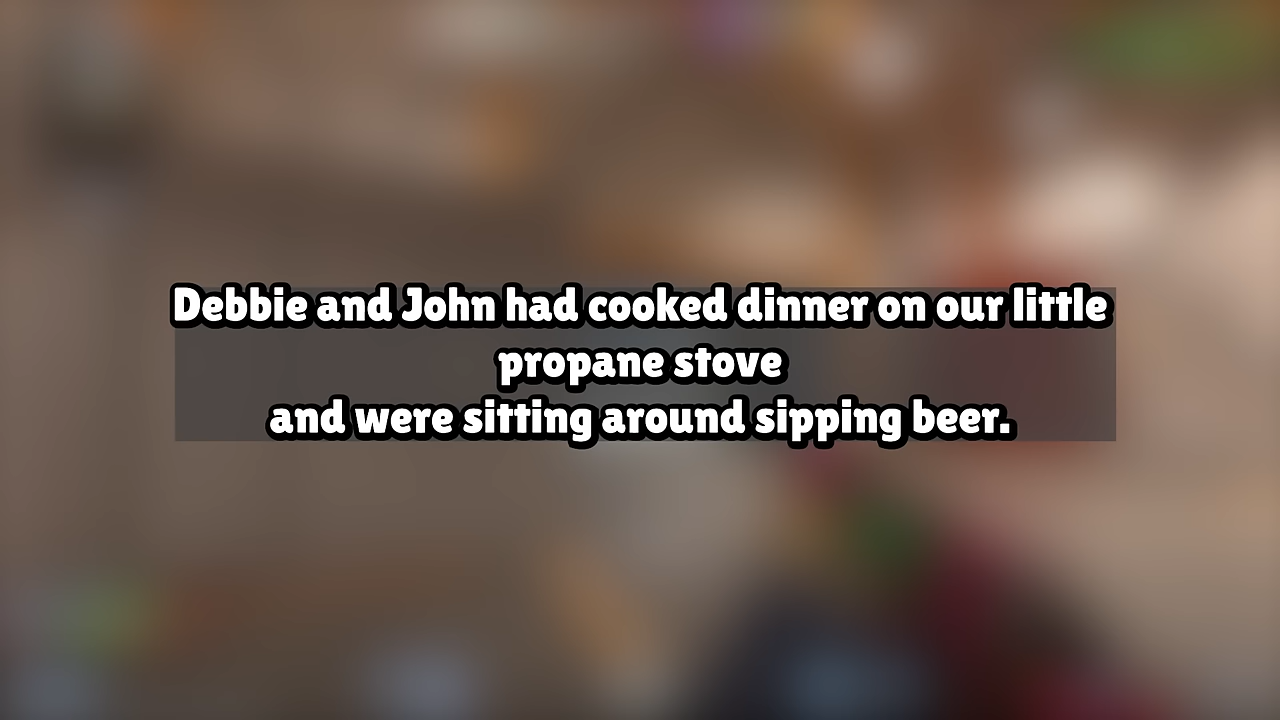 Debbie and John had cooked dinner on our little
propane stove
and were sitting around sipping beer.